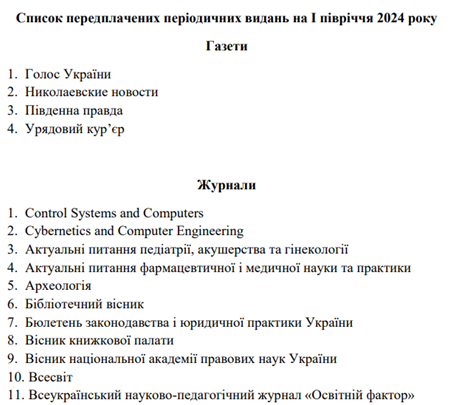 Список передплачених періодичних видань на І півріччя 2024 року
Газети
1. Голос України
2. Николаевские новости
3. Південна правда
4. Урядовий кур’єр
Журнали
1. Control Systems and Computers
2. Cybernetics and Computer Engineering
3. Актуальні питання педіатрії, акушерства та гінекології
4. Актуальні питання фармацевтичної і медичної науки та практики
5. Археологія
6. Бібліотечний вісник
7. Бюлетень законодавства і юридичної практики України
8. Вісник книжкової палати
9. Вісник національної академії правових наук України
10. Всесвіт
11. Всеукраїнський науково-педагогічний журнал «Освітній фактор»